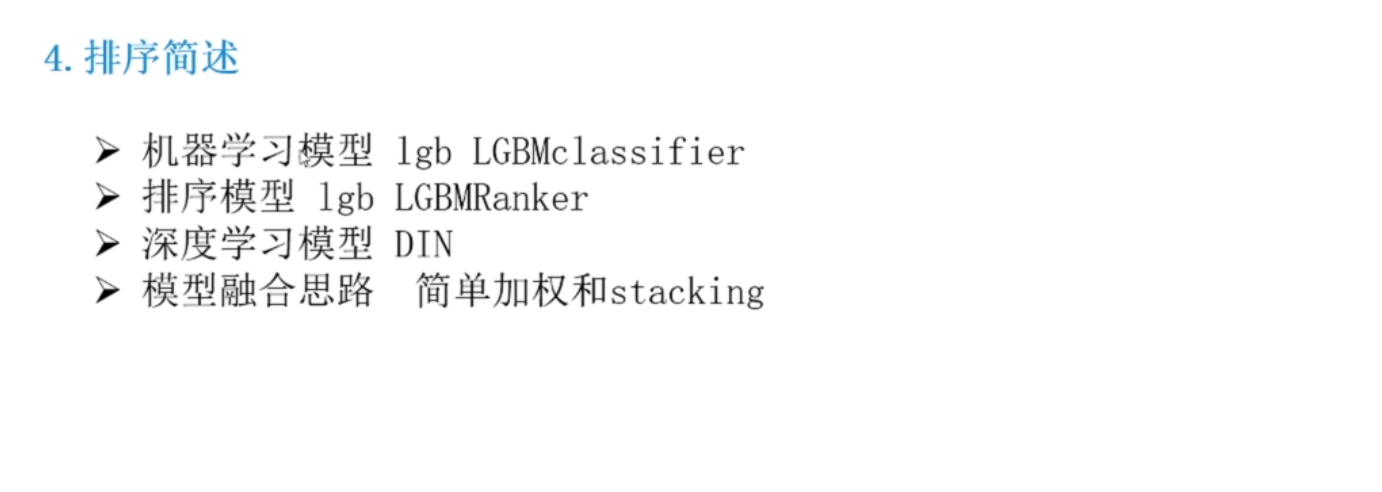 4. 排序简述
➢ 机器学习模型 lgb LGBMclassifier
➢ 排序模型 lgb LGBMRanker
➢ 深度学习模型 DIN
➢ 模型融合思路 简单加权和stacking